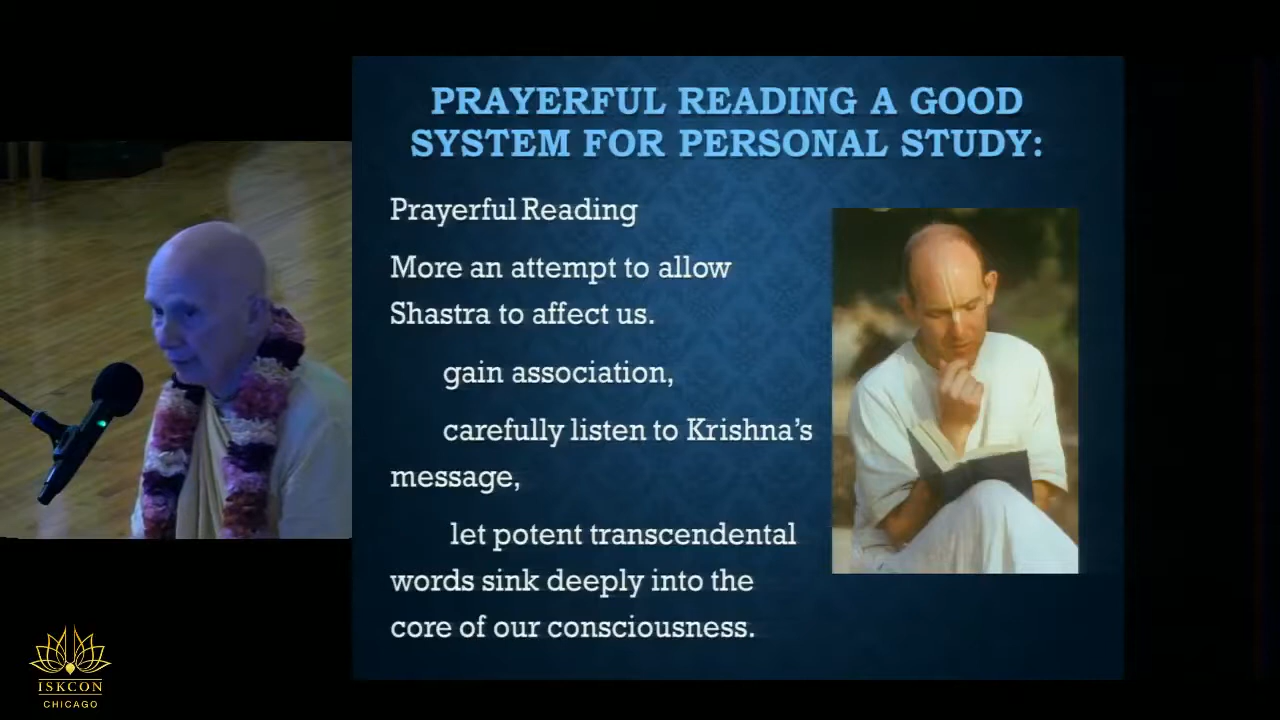 PRAYERFUL READING A GOOD
SYSTEM FOR PERSONAL STUDY:
Prayerful Reading
More an attempt to allow
Shastra to affect us.
gain association,
carefully listen to Krishna's
message,
let potent transcendental
words sink deeply into the
core of our consciousness.
ISKCON
CHICAGO